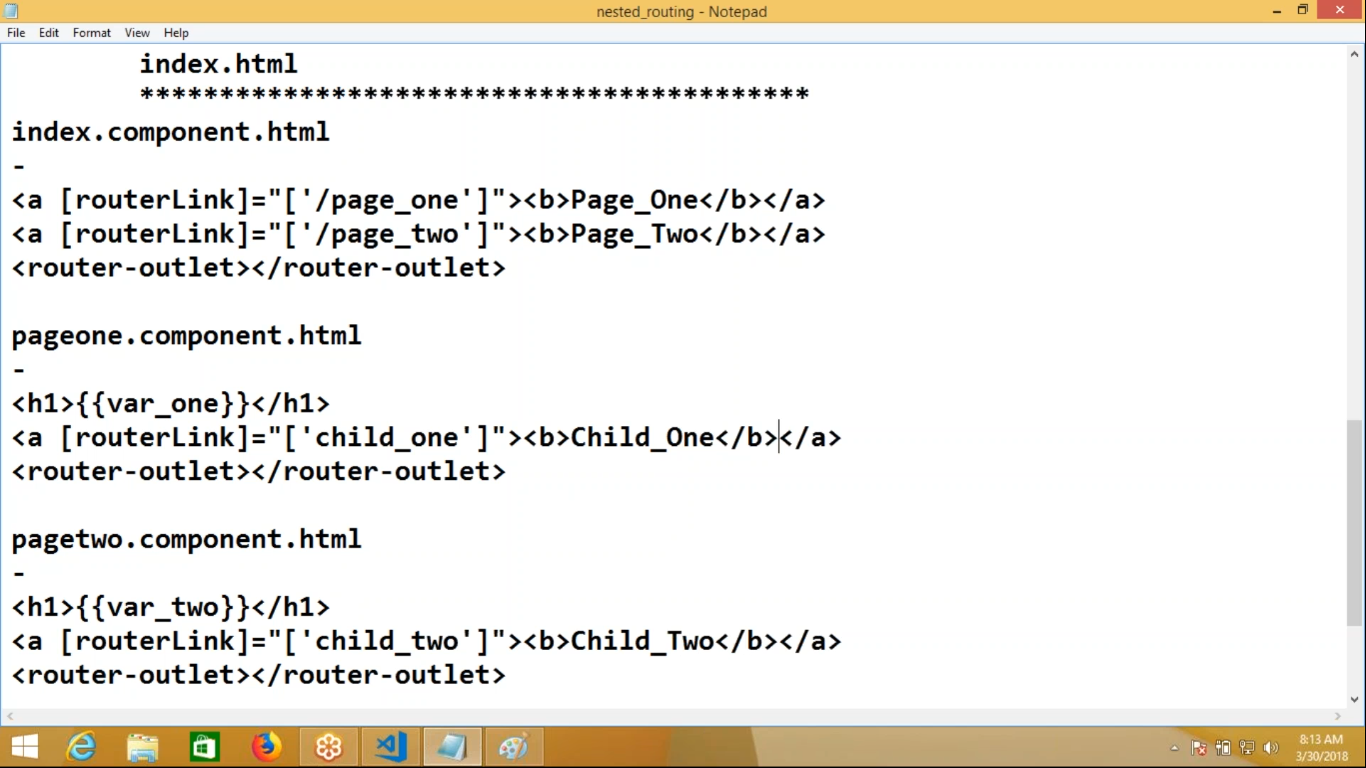 nested_routing - Notepad
File Edit Format View Help
index.html
******************************************
index.component.html
-
<a [routerLink]="['/page_one']"><b>Page_One</b></a>
<a [routerLink]="['/page_two']"><b>Page_Two</b></a>
<router-outlet></router-outlet>
pageone.component.html
-
<h1>{{var_one}}</h1>
<a [routerLink]="['child_one']"><b>Child_One</b></a>
<router-outlet></router-outlet>
pagetwo.component.html
-
<h1>{{var_two}}</h1>
<a [routerLink]="['child_two']"><b>Child_Two</b></a>
<router-outlet></router-outlet>
8:13 AM
3/30/2018